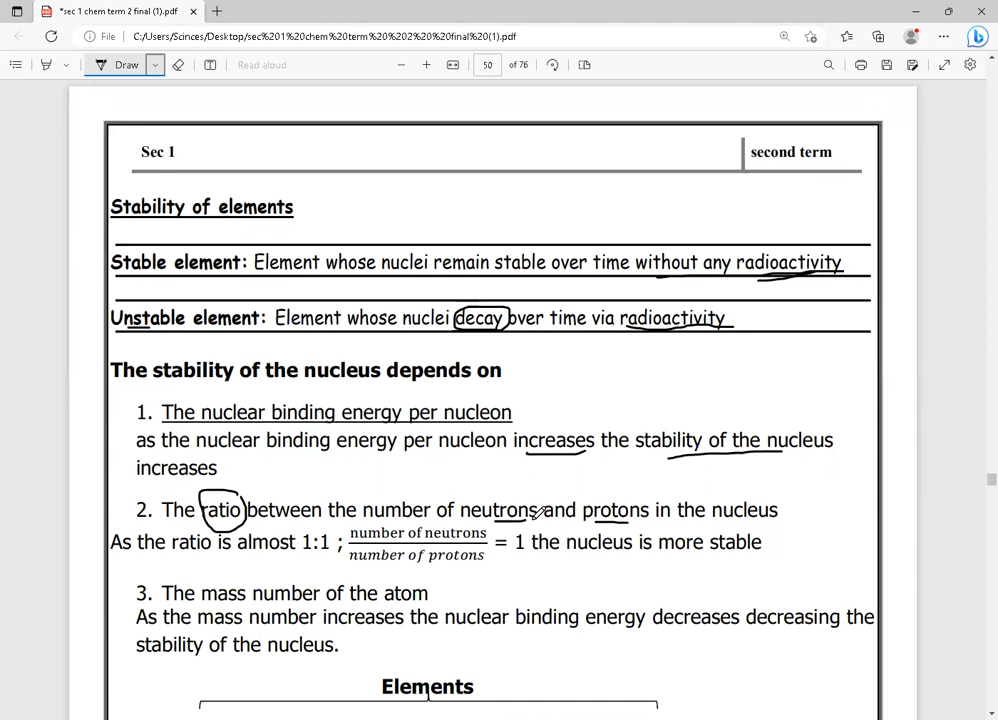 *sec 1 chem term 2 final (1).pdf
File
C:/Users/Scinces/Desktop/sec%201%20chem%20term%20%202%20%20final%20(1).pdf
Draw
Read aloud
50 of 76
Sec 1
second term
Stability of elements
Stable element: Element whose nuclei remain stable over time without any radioactivity
Unstable element: Element whose nuclei decay over time via radioactivity
The stability of the nucleus depends on
1. The nuclear binding energy per nucleon
as the nuclear binding energy per nucleon increases the stability of the nucleus
increases
2. The ratio between the number of neutrons and protons in the nucleus
As the ratio is almost 1:1 ; number of neutrons / number of protons = 1 the nucleus is more stable
3. The mass number of the atom
As the mass number increases the nuclear binding energy decreases decreasing the
stability of the nucleus.
Elements